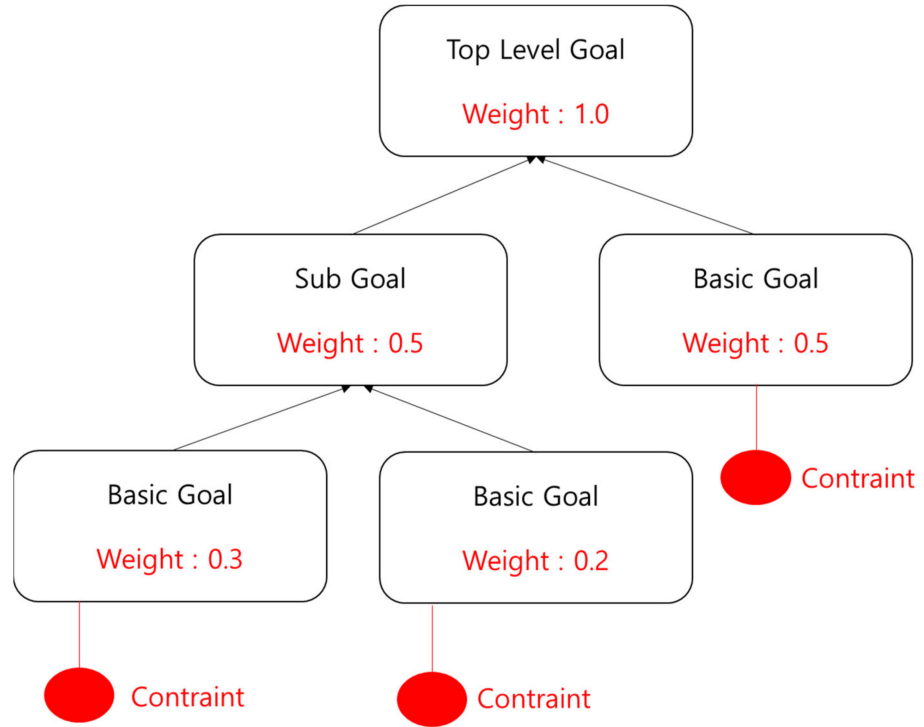 Top Level Goal
Weight : 1.0
Sub Goal
Weight : 0.5
Basic Goal
Weight : 0.5
Basic Goal
Weight : 0.3
Basic Goal
Weight : 0.2
Contraint
Contraint
Contraint